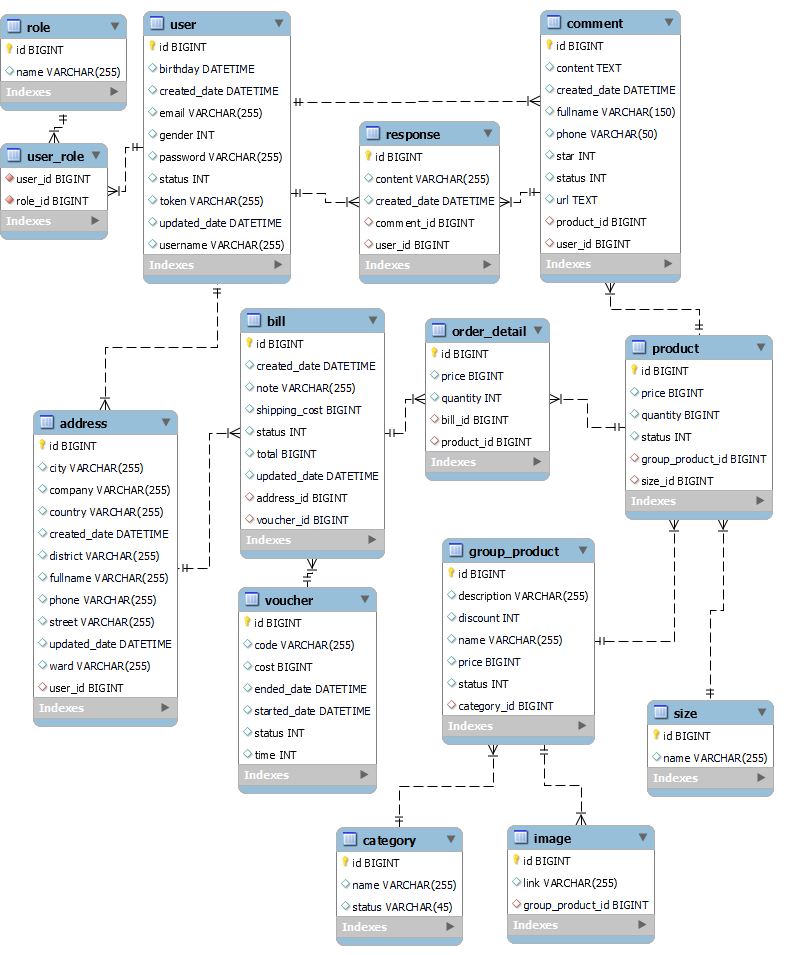 role
id BIGINT
name VARCHAR(255)
Indexes
user
id BIGINT
birthday DATETIME
created_date DATETIME
email VARCHAR(255)
gender INT
password VARCHAR(255)
status INT
token VARCHAR(255)
updated_date DATETIME
username VARCHAR(255)
Indexes
comment
id BIGINT
content TEXT
created_date DATETIME
fullname VARCHAR(150)
phone VARCHAR(50)
star INT
status INT
url TEXT
product_id BIGINT
user_id BIGINT
Indexes
user_role
user_id BIGINT
role_id BIGINT
Indexes
response
id BIGINT
content VARCHAR(255)
created_date DATETIME
comment_id BIGINT
user_id BIGINT
Indexes
bill
id BIGINT
created_date DATETIME
note VARCHAR(255)
shipping_cost BIGINT
status INT
total BIGINT
updated_date DATETIME
address_id BIGINT
voucher_id BIGINT
Indexes
order_detail
id BIGINT
price BIGINT
quantity INT
bill_id BIGINT
product_id BIGINT
Indexes
product
id BIGINT
price BIGINT
quantity BIGINT
status INT
group_product_id BIGINT
size_id BIGINT
Indexes
address
id BIGINT
city VARCHAR(255)
company VARCHAR(255)
country VARCHAR(255)
created_date DATETIME
district VARCHAR(255)
fullname VARCHAR(255)
phone VARCHAR(255)
street VARCHAR(255)
updated_date DATETIME
ward VARCHAR(255)
user_id BIGINT
Indexes
voucher
id BIGINT
code VARCHAR(255)
cost BIGINT
ended_date DATETIME
started_date DATETIME
status INT
time INT
Indexes
group_product
id BIGINT
description VARCHAR(255)
discount INT
name VARCHAR(255)
price BIGINT
status INT
category_id BIGINT
Indexes
size
id BIGINT
name VARCHAR(255)
Indexes
category
id BIGINT
name VARCHAR(255)
status VARCHAR(45)
Indexes
image
id BIGINT
link VARCHAR(255)
group_product_id BIGINT
Indexes